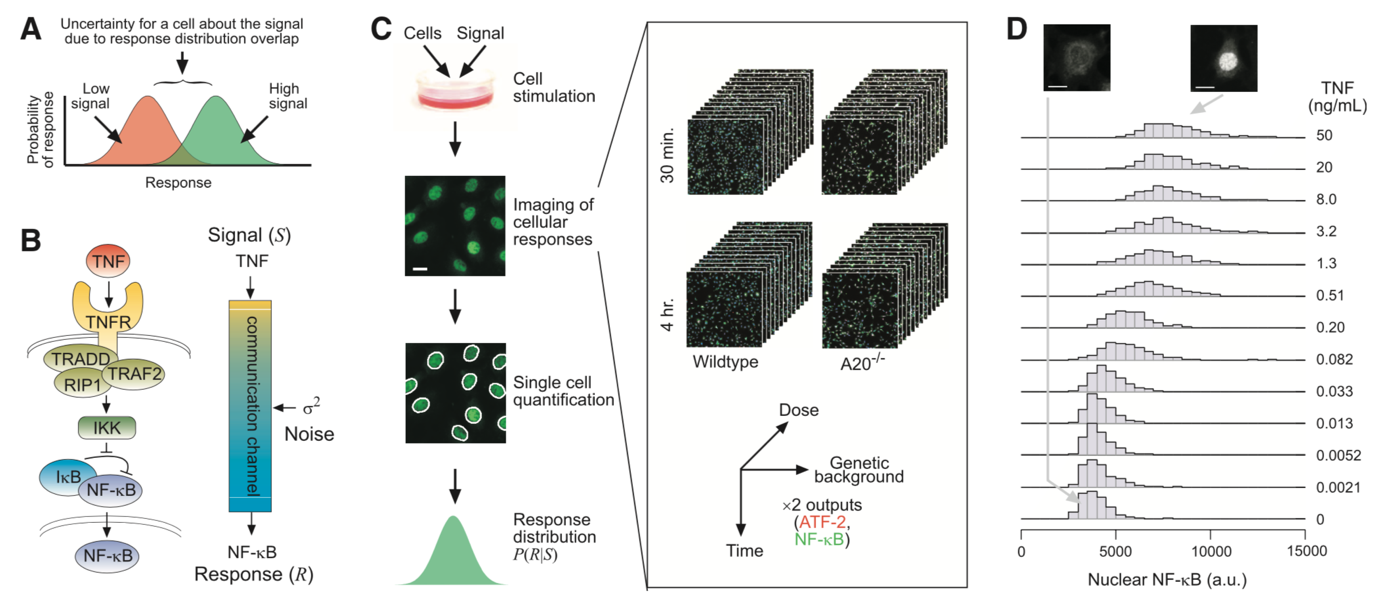 A
Uncertainty for a cell about the signal
due to response distribution overlap
Low
signal
High
signal
Probability
of response
Response
B
Signal (S)
TNF
TNF
TNFR
TRADD
TRAF2
RIP1
IKK
IκB
NF-κB
NF-κB
communication channel
σ²
Noise
NF-κB
Response (R)
C
Cells Signal
Cell
stimulation
Imaging of
cellular
responses
Single cell
quantification
Response
distribution
P(R|S)
30 min.
4 hr.
Wildtype
A20⁻/⁻
Dose
Genetic
background
Time
×2 outputs
(ATF-2,
NF-κB)
D
TNF
(ng/mL)
50
20
8.0
3.2
1.3
0.51
0.20
0.082
0.033
0.013
0.0052
0.0021
0
0 5000 10000 15000
Nuclear NF-κB (a.u.)